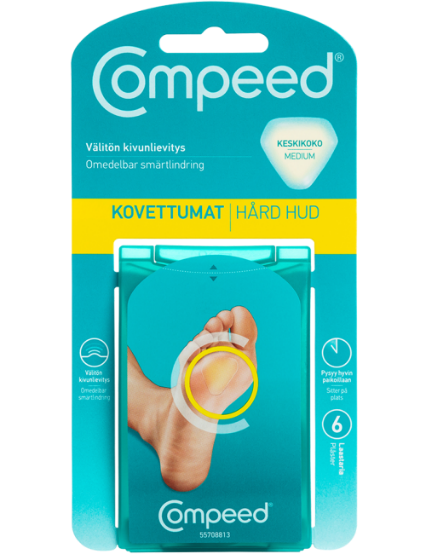 Compeed®
Välitön kivunlievitys
Omedelbar smärtlindring
KESKIKOKO
MEDIUM
KOVETTUMAT | HÅRD HUD
Välitön
kivunlievitys
Omedelbar
smärtlindring
Pysyy hyvin
paikoillaan
Sitter på
plats
6
Laastaria
Plåster
Compeed
55708813